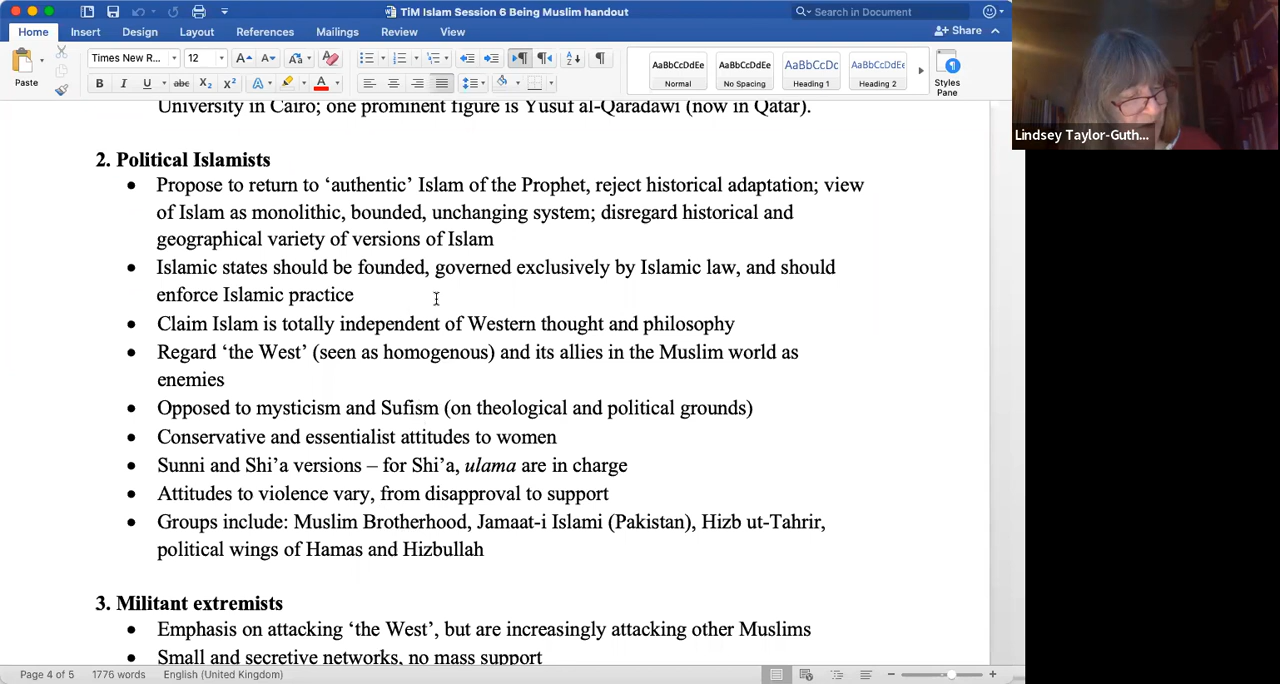 TiM Islam Session 6 Being Muslim handout
Search in Document
Home Insert Design Layout References Mailings Review View
Share
Paste
Times New R... 12
AaBbCcDdEe AaBbCcDdEe AaBbCcDc AaBbCcDdEe
Normal No Spacing Heading 1 Heading 2
Styles
Pane
University in Cairo; one prominent figure is Yusuf al-Qaradawi (now in Qatar).
2. Political Islamists
• Propose to return to ‘authentic’ Islam of the Prophet, reject historical adaptation; view
of Islam as monolithic, bounded, unchanging system; disregard historical and
geographical variety of versions of Islam
• Islamic states should be founded, governed exclusively by Islamic law, and should
enforce Islamic practice
• Claim Islam is totally independent of Western thought and philosophy
• Regard ‘the West’ (seen as homogenous) and its allies in the Muslim world as
enemies
• Opposed to mysticism and Sufism (on theological and political grounds)
• Conservative and essentialist attitudes to women
• Sunni and Shi’a versions – for Shi’a, ulama are in charge
• Attitudes to violence vary, from disapproval to support
• Groups include: Muslim Brotherhood, Jamaat-i Islami (Pakistan), Hizb ut-Tahrir,
political wings of Hamas and Hizbullah
3. Militant extremists
• Emphasis on attacking ‘the West’, but are increasingly attacking other Muslims
• Small and secretive networks, no mass support
Page 4 of 5 1776 words English (United Kingdom)
Lindsey Taylor-Guth...